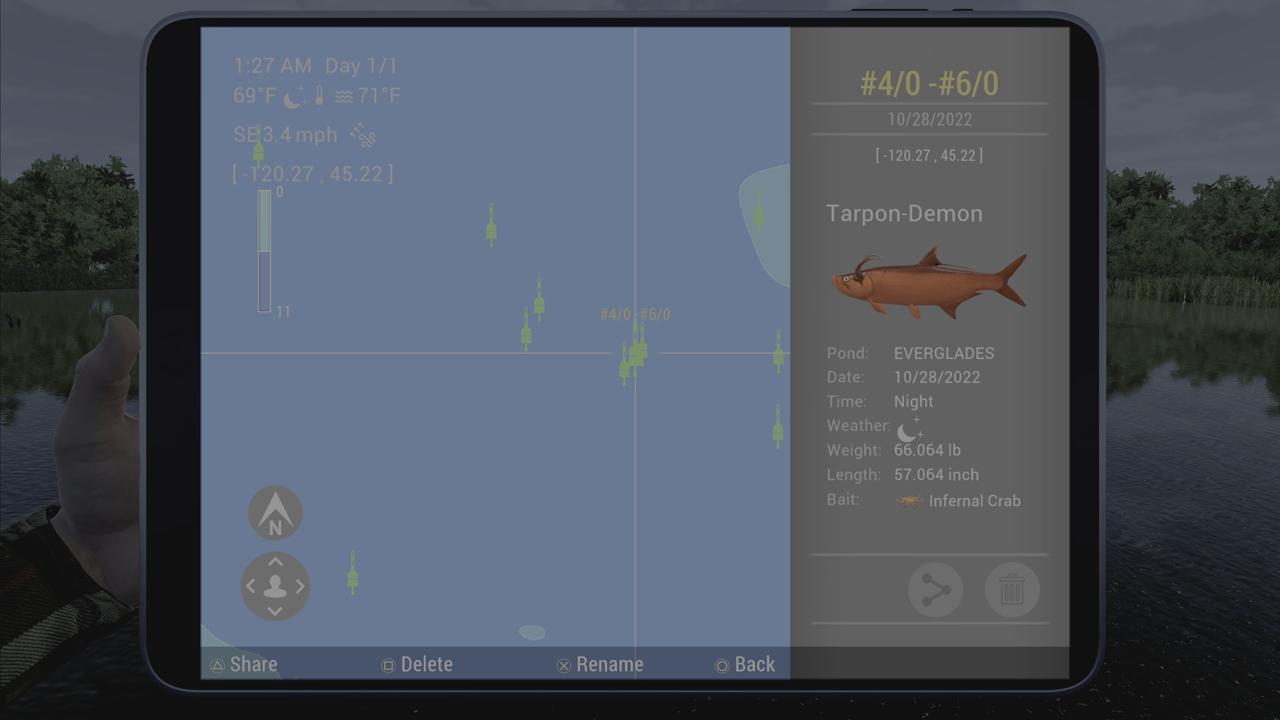 1:27 AM Day 1/1
69°F 71°F
SE 3.4 mph
[ -120.27 , 45.22 ]
0
11
#4/0 -#6/0
N
Share
Delete
Rename
Back
#4/0 -#6/0
10/28/2022
[ -120.27 , 45.22 ]
Tarpon-Demon
Pond: EVERGLADES
Date: 10/28/2022
Time: Night
Weather:
Weight: 66.064 lb
Length: 57.064 inch
Bait: Infernal Crab